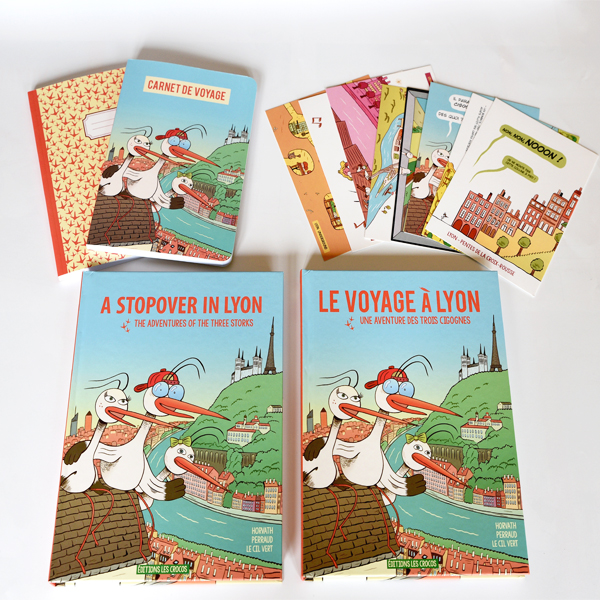 CARNET DE VOYAGE
NON, NON, NOOON !
LYON - PENTES DE LA CROIX-ROUSSE
A STOPOVER IN LYON
THE ADVENTURES OF THE THREE STORKS
HORVATH
PERRAUD
LE CIL VERT
ÉDITIONS LES CROCOS
LE VOYAGE À LYON
UNE AVENTURE DES TROIS CIGOGNES
HORVATH
PERRAUD
LE CIL VERT
ÉDITIONS LES CROCOS